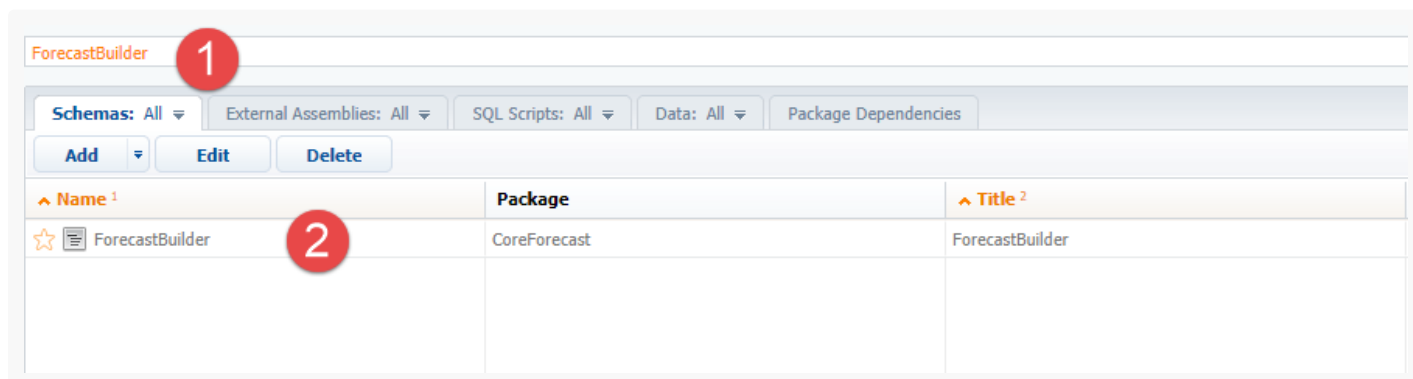 ForecastBuilder 1
Schemas: All External Assemblies: All SQL Scripts: All Data: All Package Dependencies
Add Edit Delete
Name 1 Package Title 2
ForecastBuilder 2 CoreForecast ForecastBuilder